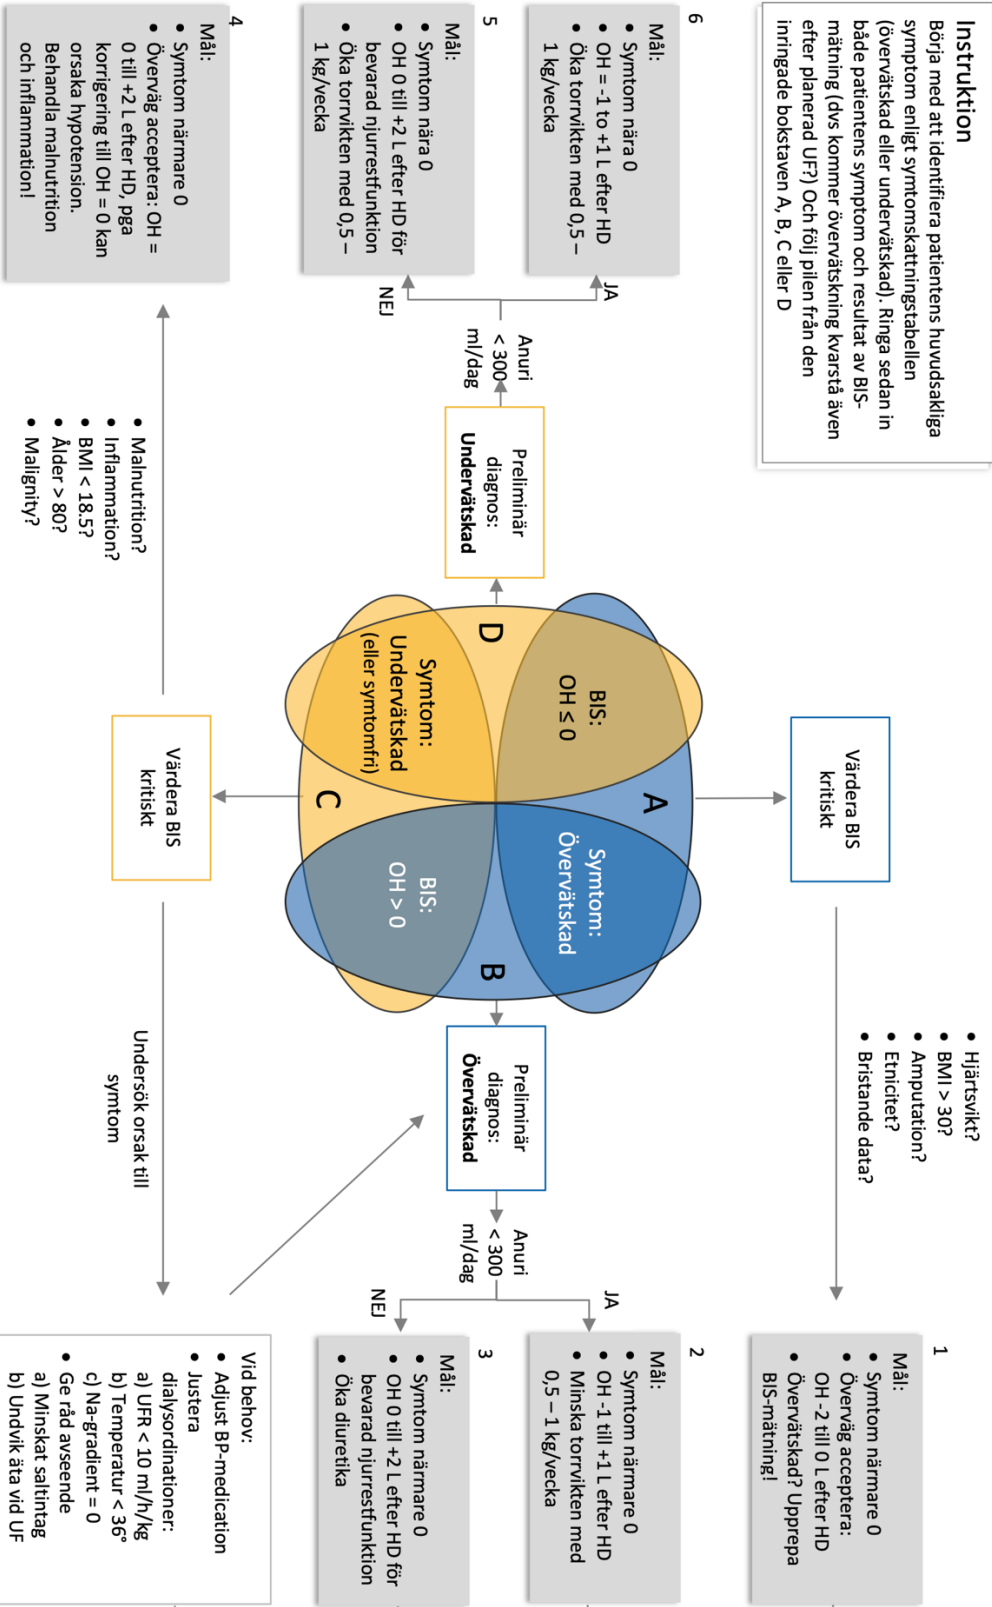 Instruktion
Börja med att identifiera patientens huvudsakliga
symptom enligt symtomskattningstabellen
(övervätskad eller undervätskad). Ringa sedan in
både patientens symptom och resultat av BIS-
mätning (dvs kommer övervätskning kvarstå även
efter planerad UF?) Och följ pilen från den
inringade bokstaven A, B, C eller D
6
Mål:
• Symtom nära 0
• OH = -1 to +1 L efter HD
• Öka torrvikten med 0,5 –
1 kg/vecka
5
Mål:
• Symtom nära 0
• OH 0 till +2 L efter HD för
bevarad njurrestfunktion
• Öka torrvikten med 0,5 –
1 kg/vecka
4
Mål:
• Symtom närmare 0
• Överväg acceptera: OH =
0 till +2 L efter HD, pga
korrigering till OH = 0 kan
orsaka hypotension.
Behandla malnutrition
och inflammation!
JA
NEJ
Anuri
< 300
ml/dag
Preliminär
diagnos:
Undervätskad
• Malnutrition?
• Inflammation?
• BMI < 18.5?
• Ålder > 80?
• Malignity?
Värdera BIS
kritiskt
A
BIS:
OH ≤ 0
Symtom:
Övervätskad
D
B
Symtom:
Undervätskad
(eller symtomfri)
BIS:
OH > 0
C
Värdera BIS
kritiskt
• Hjärtsvikt?
• BMI > 30?
• Amputation?
• Etnicitet?
• Bristande data?
Preliminär
diagnos:
Övervätskad
Anuri
< 300
ml/dag
JA
NEJ
Undersök orsak till
symtom
1
Mål:
• Symtom närmare 0
• Överväg acceptera:
OH -2 till 0 L efter HD
• Övervätskad? Upprepa
BIS-mätning!
2
Mål:
• Symtom närmare 0
• OH -1 till +1 L efter HD
• Minska torrvikten med
0,5 – 1 kg/vecka
3
Mål:
• Symtom närmare 0
• OH 0 till +2 L efter HD för
bevarad njurrestfunktion
• Öka diuretika
Vid behov:
• Adjust BP-medication
• Justera
dialysordinationer:
a) UFR < 10 ml/h/kg
b) Temperatur < 36°
c) Na-gradient = 0
• Ge råd avseende
a) Minskat saltintag
b) Undvik äta vid UF